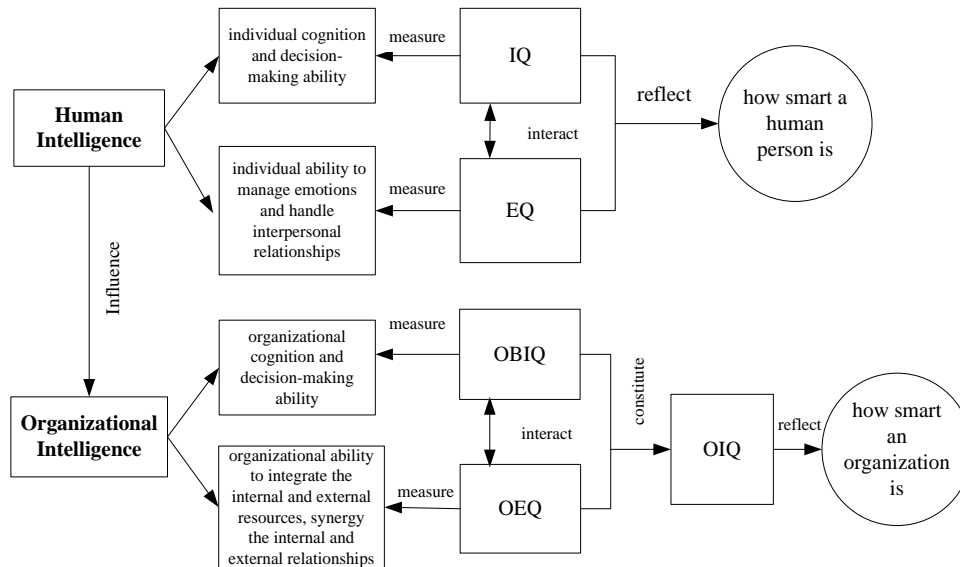 individual cognition
and decision-
making ability
measure
IQ
Human
Intelligence
reflect
how smart a
human
person is
interact
individual ability to
manage emotions
and handle
interpersonal
relationships
measure
EQ
Influence
organizational
cognition and
decision-making
ability
measure
OBIQ
constitute
Organizational
Intelligence
interact
OIQ
reflect
how smart
an
organization
is
organizational ability
to integrate the
internal and external
resources, synergy
the internal and
external relationships
measure
OEQ